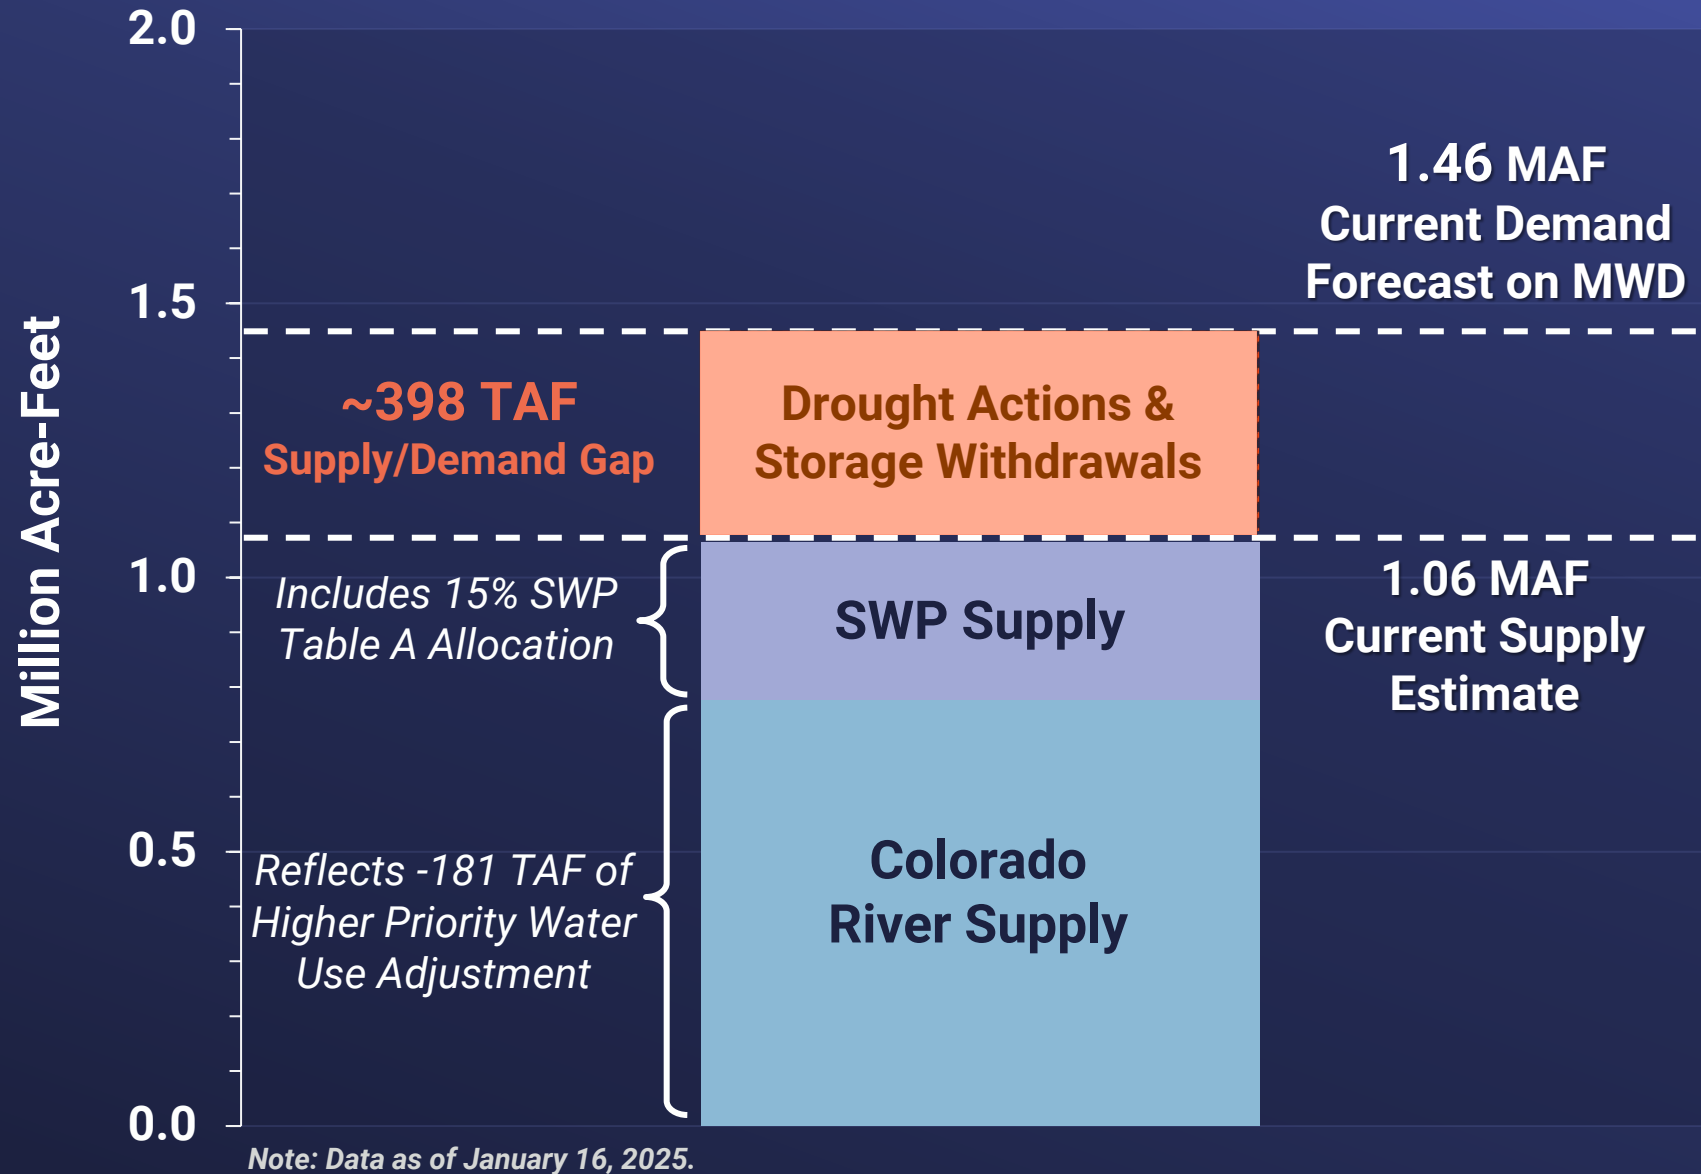 Million Acre-Feet
2.0
1.5
1.0
0.5
0.0
1.46 MAF
Current Demand
Forecast on MWD
~398 TAF
Supply/Demand Gap
Drought Actions &
Storage Withdrawals
Includes 15% SWP
Table A Allocation
SWP Supply
1.06 MAF
Current Supply
Estimate
Reflects -181 TAF of
Higher Priority Water
Use Adjustment
Colorado
River Supply
Note: Data as of January 16, 2025.